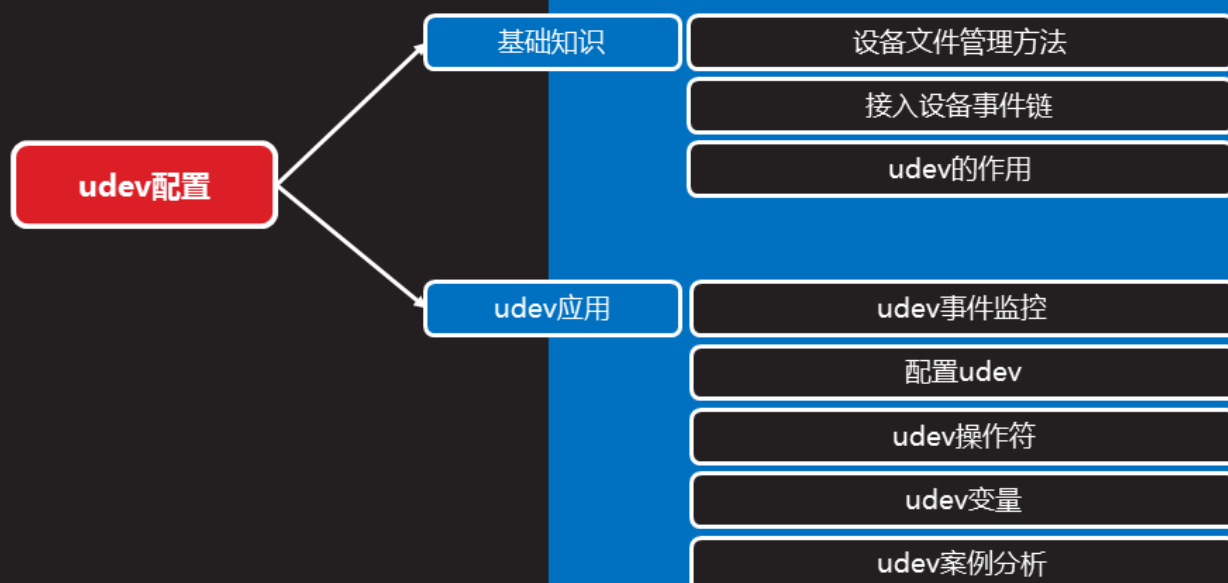 udev配置
基础知识
设备文件管理方法
接入设备事件链
udev的作用
udev应用
udev事件监控
配置udev
udev操作符
udev变量
udev案例分析